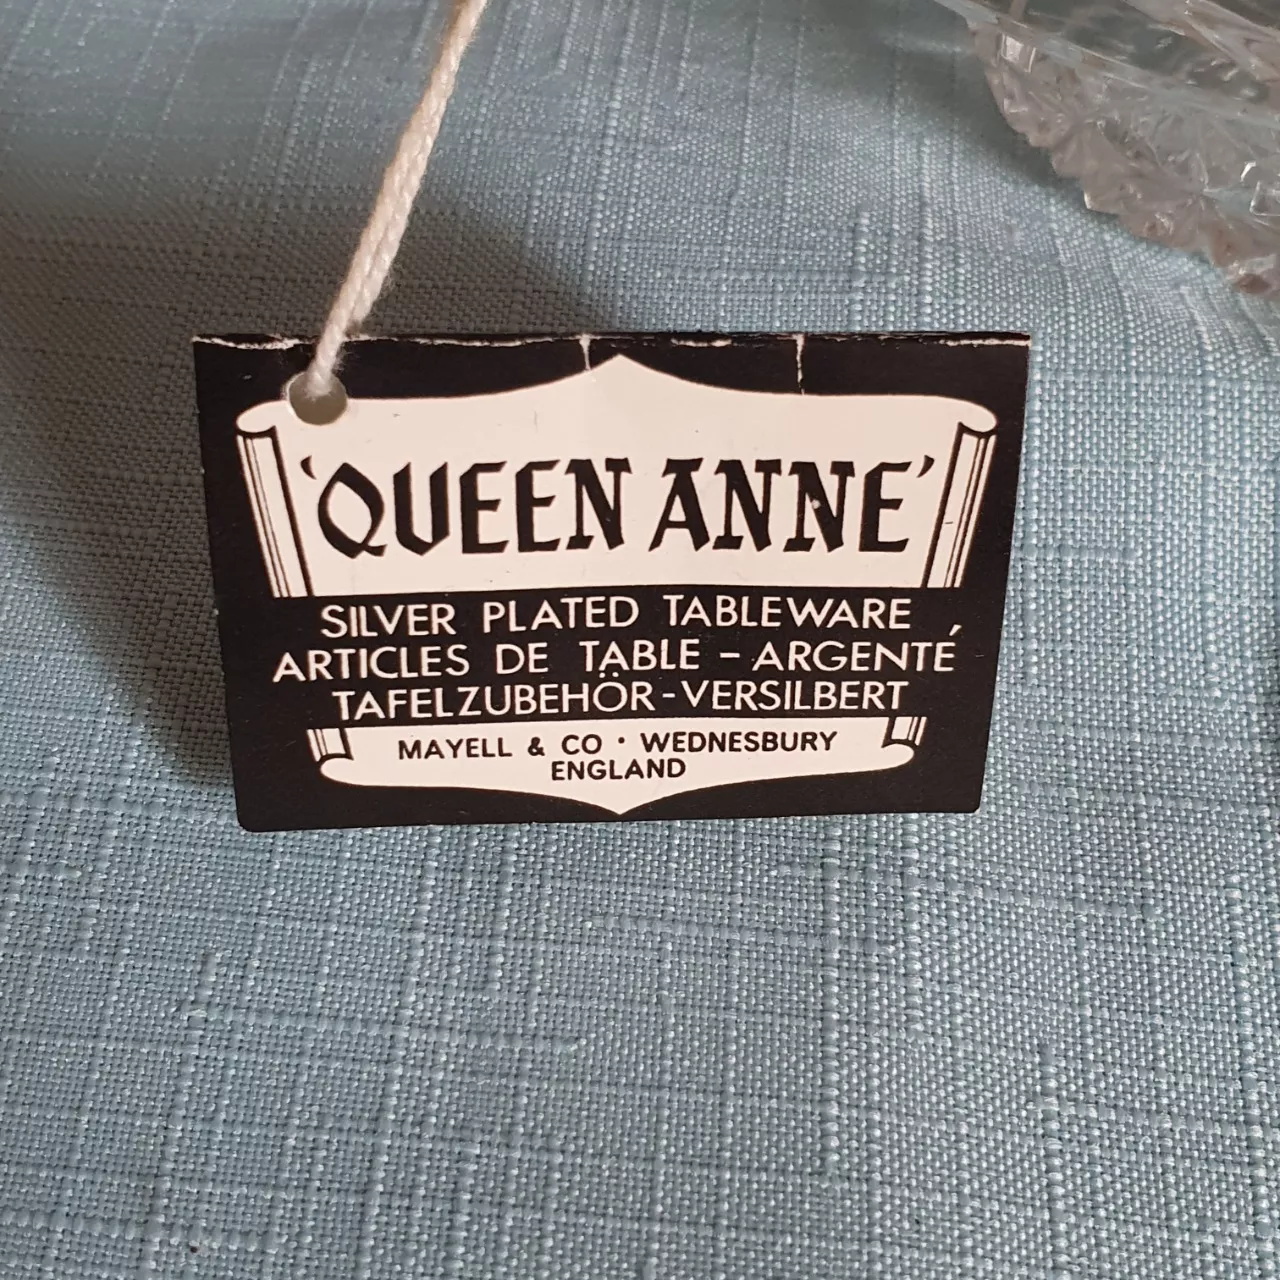 'QUEEN ANNE'
SILVER PLATED TABLEWARE
ARTICLES DE TABLE - ARGENTÉ
TAFELZUBEHÖR - VERSILBERT
MAYELL & CO · WEDNESBURY
ENGLAND